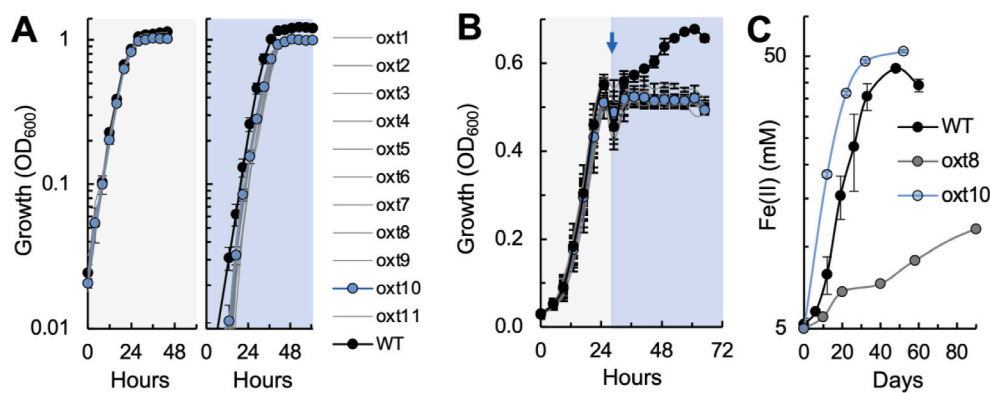 A
Growth (OD600)
1
0.1
0.01
0 24 48
Hours
0 24 48
Hours
oxt1
oxt2
oxt3
oxt4
oxt5
oxt6
oxt7
oxt8
oxt9
oxt10
oxt11
WT
B
Growth (OD600)
0.6
0.4
0.2
0.0
0 24 48 72
Hours
C
Fe(II) (mM)
50
5
WT
oxt8
oxt10
0 20 40 60 80
Days